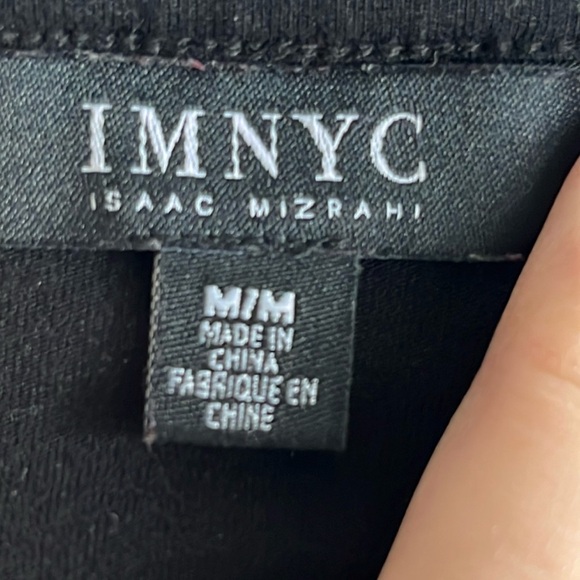 IMNYC
ISAAC MIZRAHI
M/M
MADE IN
CHINA
FABRIQUE EN
CHINE